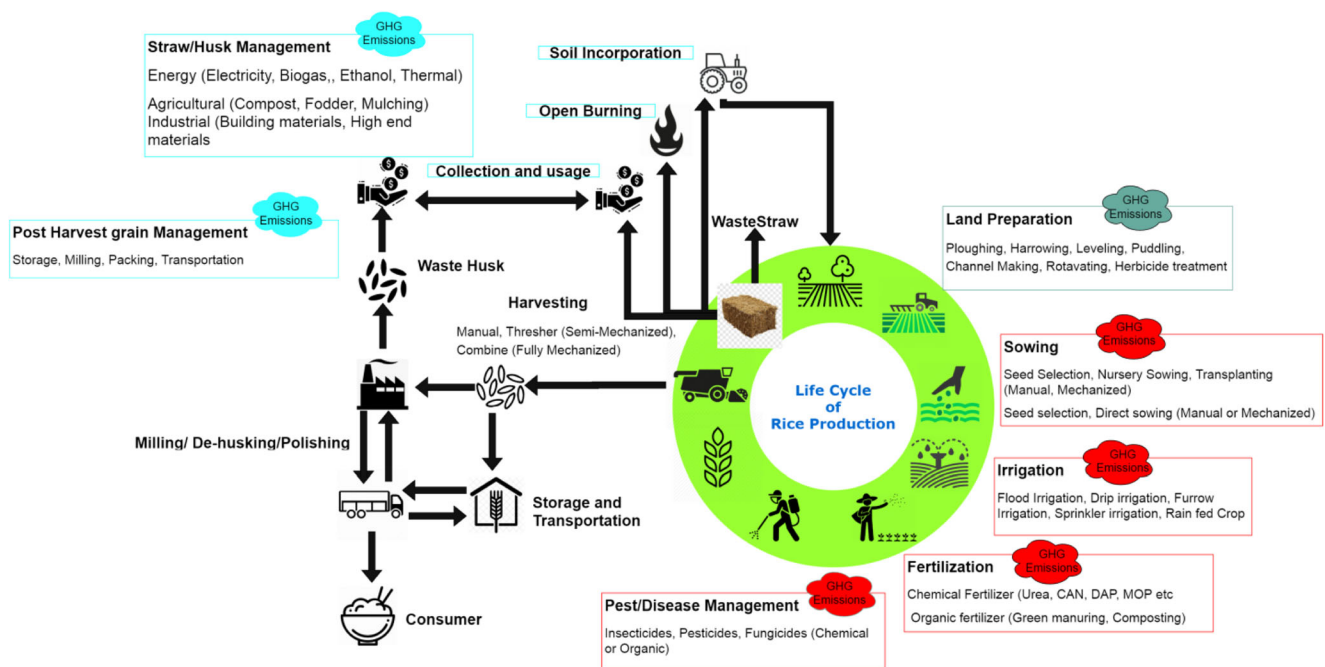 GHG
Emissions
Straw/Husk Management
Energy (Electricity, Biogas,, Ethanol, Thermal)
Agricultural (Compost, Fodder, Mulching)
Industrial (Building materials, High end
materials
Soil Incorporation
Open Burning
Collection and usage
GHG
Emissions
Post Harvest grain Management
Storage, Milling, Packing, Transportation
Waste Husk
WasteStraw
Harvesting
Manual, Thresher (Semi-Mechanized),
Combine (Fully Mechanized)
Milling/ De-husking/Polishing
Storage and
Transportation
Consumer
Life Cycle
of
Rice Production
GHG
Emissions
Land Preparation
Ploughing, Harrowing, Leveling, Puddling,
Channel Making, Rotavating, Herbicide treatment
GHG
Emissions
Sowing
Seed Selection, Nursery Sowing, Transplanting
(Manual, Mechanized)
Seed selection, Direct sowing (Manual or Mechanized)
GHG
Emissions
Irrigation
Flood Irrigation, Drip irrigation, Furrow
Irrigation, Sprinkler irrigation, Rain fed Crop
GHG
Emissions
Fertilization
Chemical Fertilizer (Urea, CAN, DAP, MOP etc
Organic fertilizer (Green manuring, Composting)
GHG
Emissions
Pest/Disease Management
Insecticides, Pesticides, Fungicides (Chemical
or Organic)